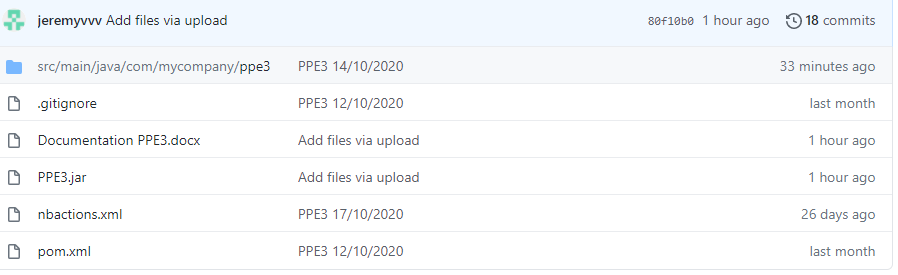 jeremyvvv Add files via upload 80f10b0 1 hour ago 18 commits
src/main/java/com/mycompany/ppe3 PPE3 14/10/2020 33 minutes ago
.gitignore PPE3 12/10/2020 last month
Documentation PPE3.docx Add files via upload 1 hour ago
PPE3.jar Add files via upload 1 hour ago
nbactions.xml PPE3 17/10/2020 26 days ago
pom.xml PPE3 12/10/2020 last month